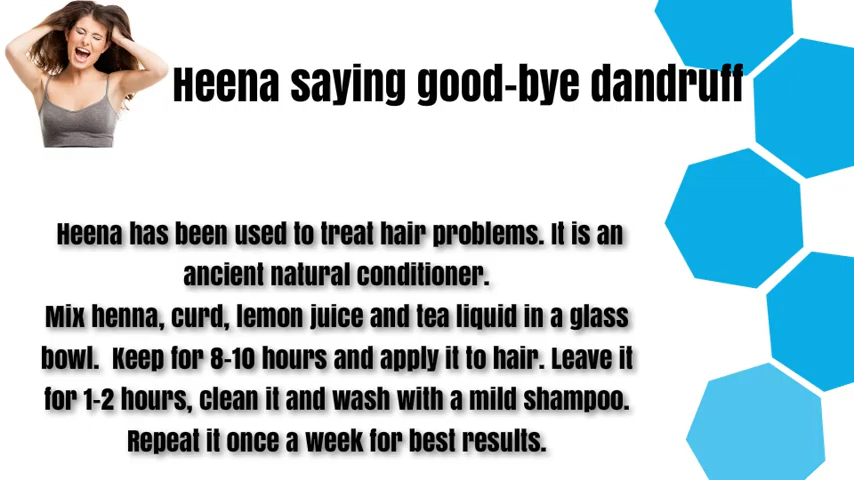 Heena saying good-bye dandruff
Heena has been used to treat hair problems. It is an
ancient natural conditioner.
Mix henna, curd, lemon juice and tea liquid in a glass
bowl.  Keep for 8-10 hours and apply it to hair. Leave it
for 1-2 hours, clean it and wash with a mild shampoo.
Repeat it once a week for best results.